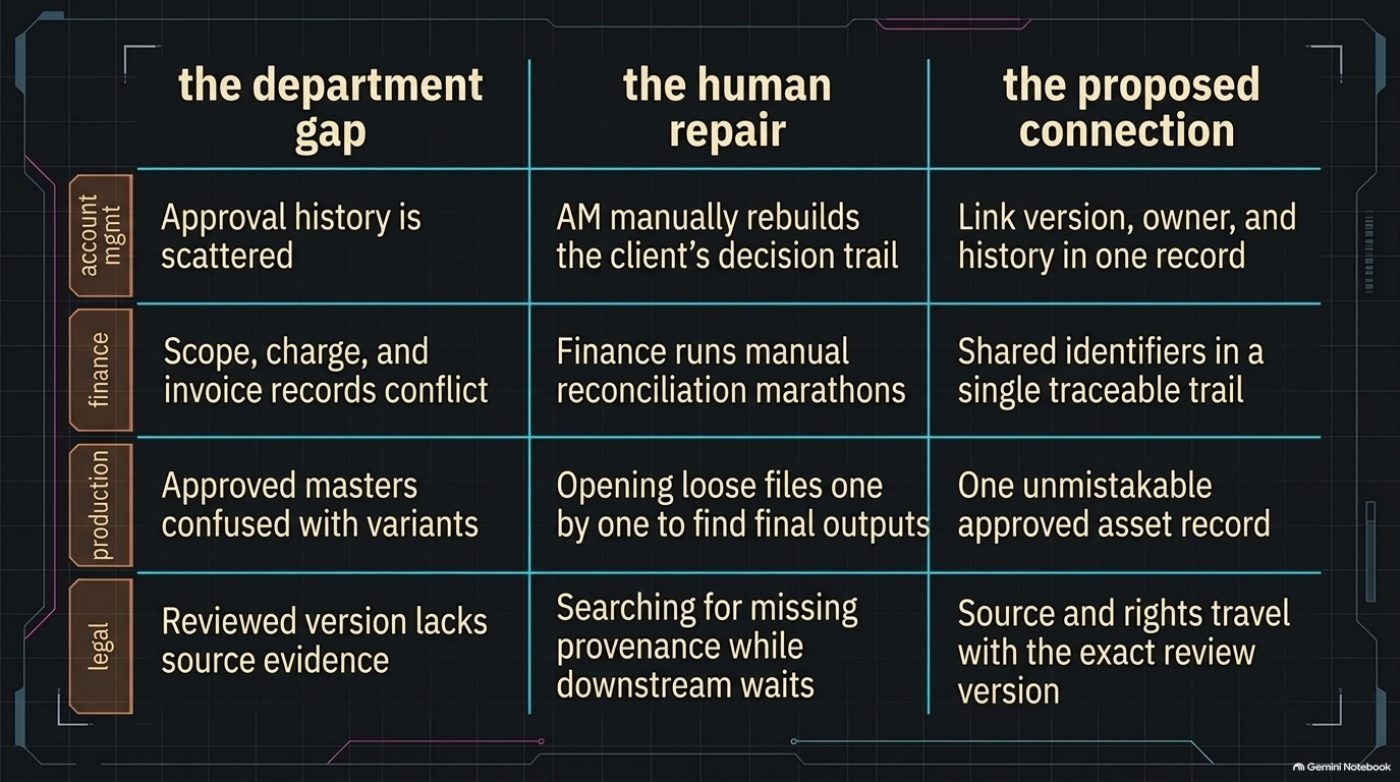 the department
gap
the human
repair
the proposed
connection
account
mgmt
Approval history is
scattered
AM manually rebuilds
the client’s decision trail
Link version, owner, and
history in one record
finance
Scope, charge, and
invoice records conflict
Finance runs manual
reconciliation marathons
Shared identifiers in a
single traceable trail
production
Approved masters
confused with variants
Opening loose files one
by one to find final outputs
One unmistakable
approved asset record
legal
Reviewed version lacks
source evidence
Searching for missing
provenance while
downstream waits
Source and rights travel
with the exact review
version
Gemini Notebook